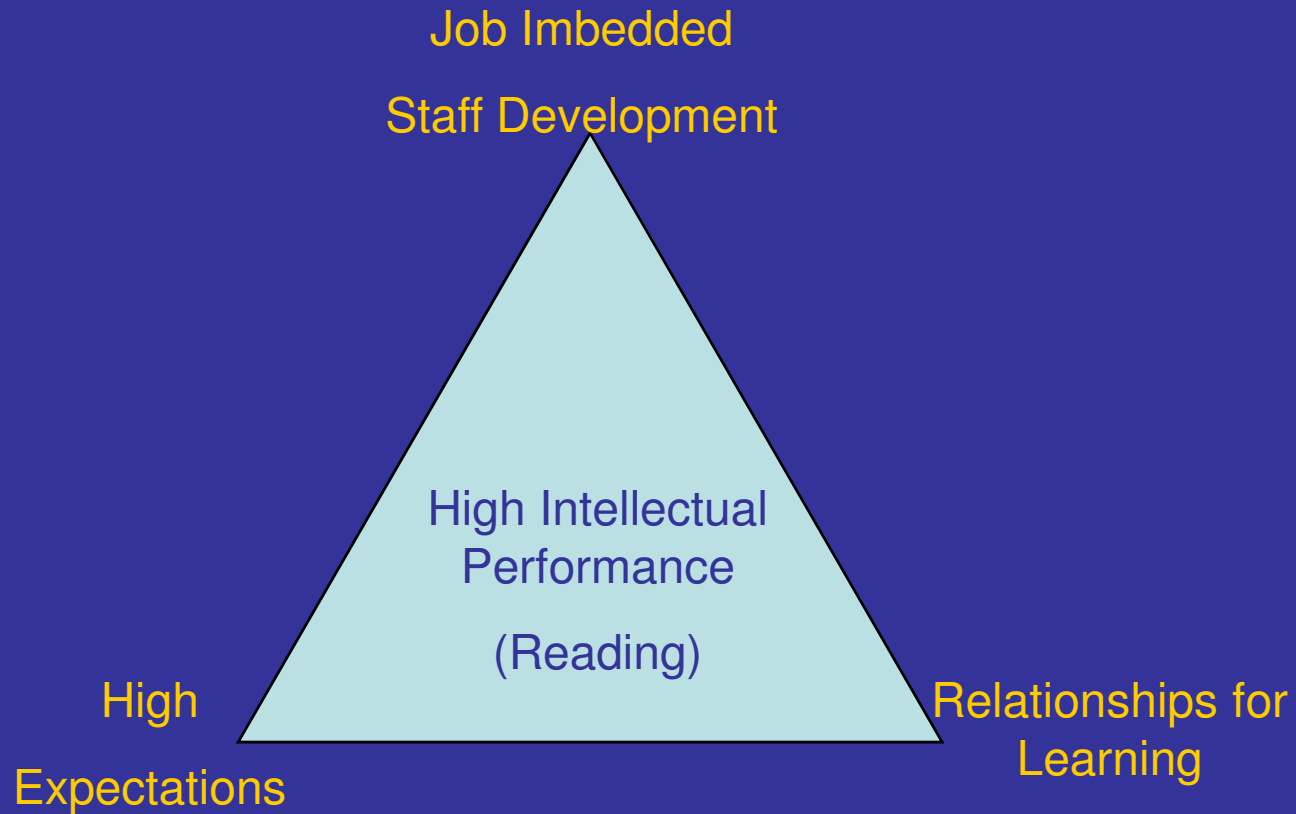 Job Imbedded
Staff Development
High Intellectual
Performance
(Reading)
High
Expectations
Relationships for
Learning